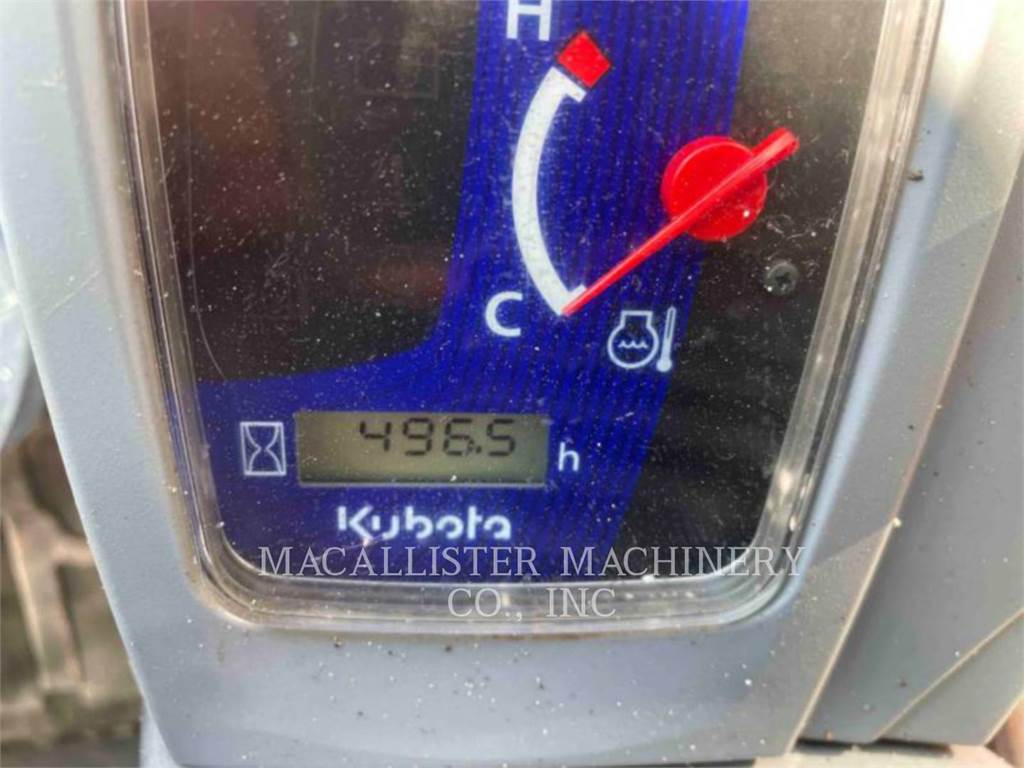 H
C
496.5 h
Kubota
MACALLISTER MACHINERY
CO., INC